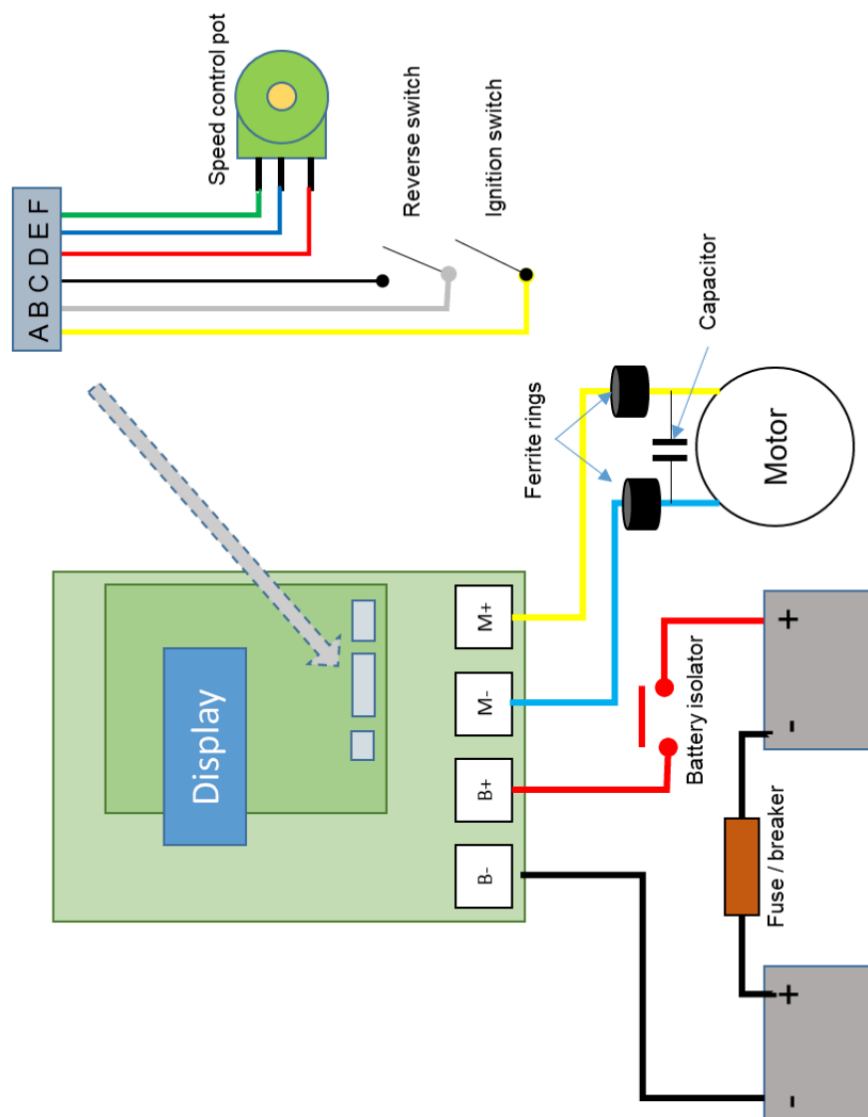 A B C D E F
Speed control pot
Reverse switch
Ignition switch
Display
B-
B+
M-
M+
Ferrite rings
Capacitor
Motor
Battery isolator
Fuse / breaker
-
+
-
+